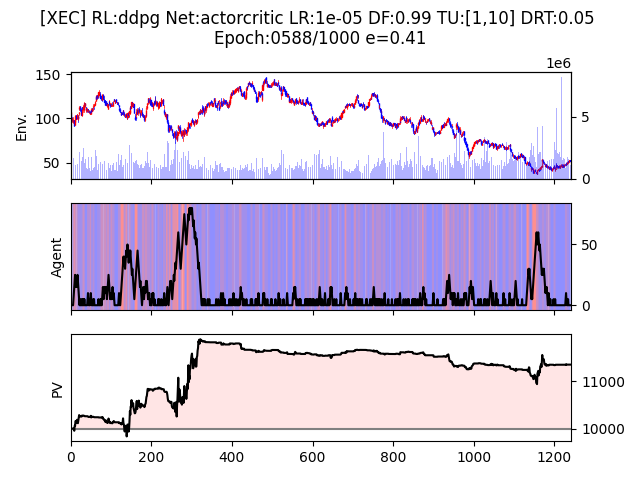 [XEC] RL:ddpg Net:actorcritic LR:1e-05 DF:0.99 TU:[1,10] DRT:0.05
Epoch:0588/1000 e=0.41
1e6
150
100
50
Env.
5
0
Agent
50
0
PV
11000
10000
0 200 400 600 800 1000 1200